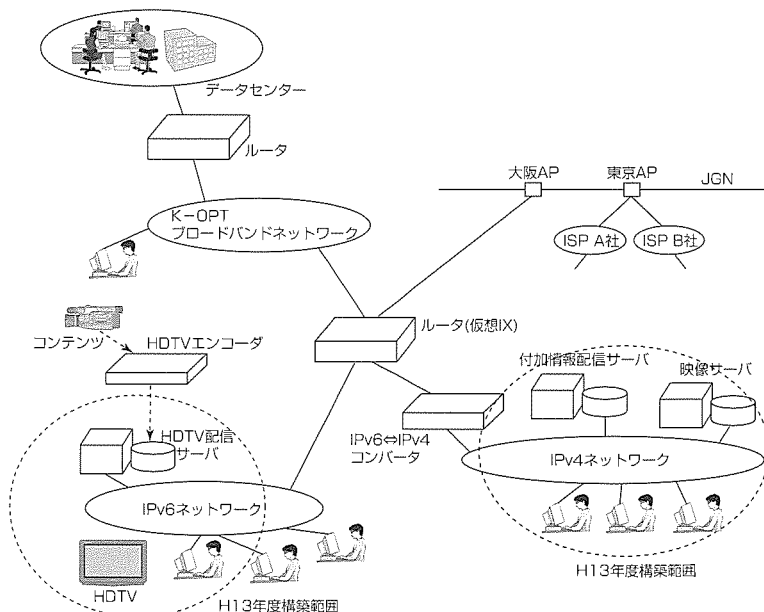 データセンター
ルータ
大阪AP
東京AP
JGN
K－OPT
ブロードバンドネットワーク
ISP A社
ISP B社
コンテンツ
HDTVエンコーダ
ルータ(仮想IX)
付加情報配信サーバ
映像サーバ
HDTV配信
サーバ
IPv6⇔IPv4
コンバータ
IPv4ネットワーク
IPv6ネットワーク
HDTV
H13年度構築範囲
H13年度構築範囲